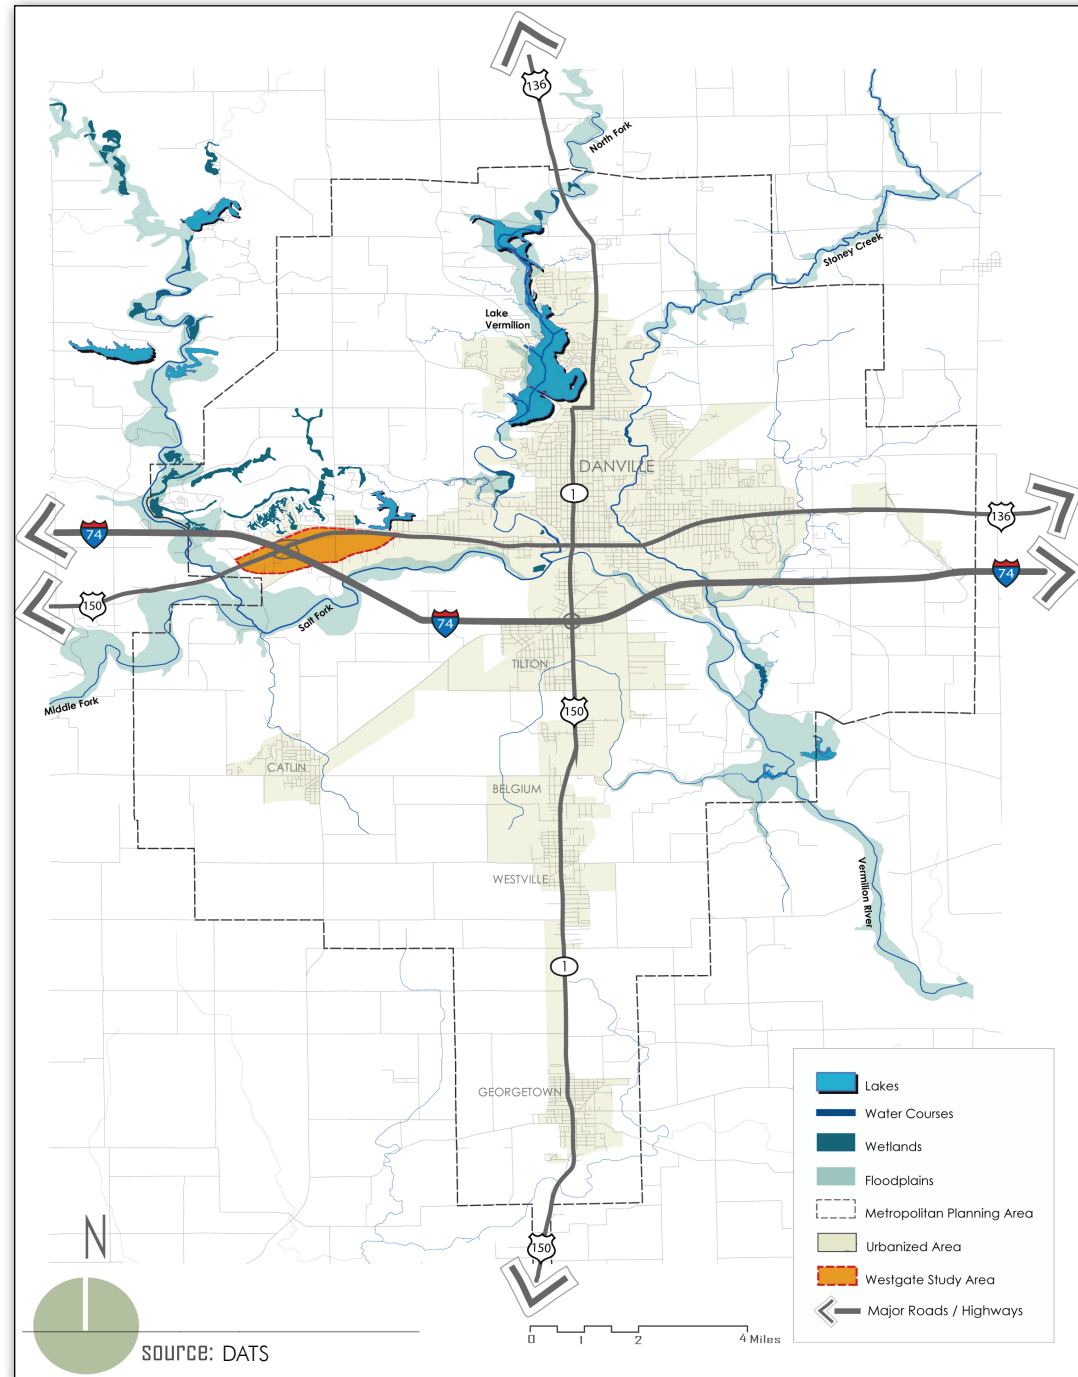 136
North Fork
Stoney Creek
Lake
Vermilion
DANVILLE
1
136
74
74
150
Salt Fork
74
TILTON
Middle Fork
150
CATLIN
BELGIUM
WESTVILLE
Vermilion River
1
GEORGETOWN
150
Lakes
Water Courses
Wetlands
Floodplains
Metropolitan Planning Area
Urbanized Area
Westgate Study Area
Major Roads / Highways
N
0 1 2 4 Miles
source: DATS